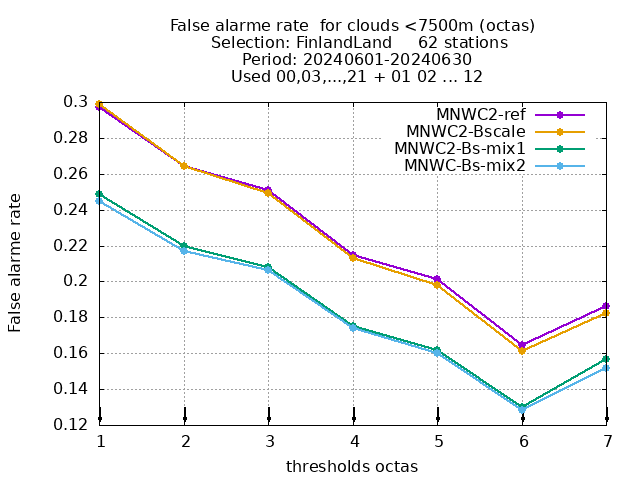 False alarme rate  for clouds <7500m (octas)
Selection: FinlandLand     62 stations
Period: 20240601-20240630
Used 00,03,...,21 + 01 02 ... 12
MNWC2-ref
MNWC2-Bscale
MNWC2-Bs-mix1
MNWC-Bs-mix2
False alarme rate
0.3
0.28
0.26
0.24
0.22
0.2
0.18
0.16
0.14
0.12
1 2 3 4 5 6 7
thresholds octas